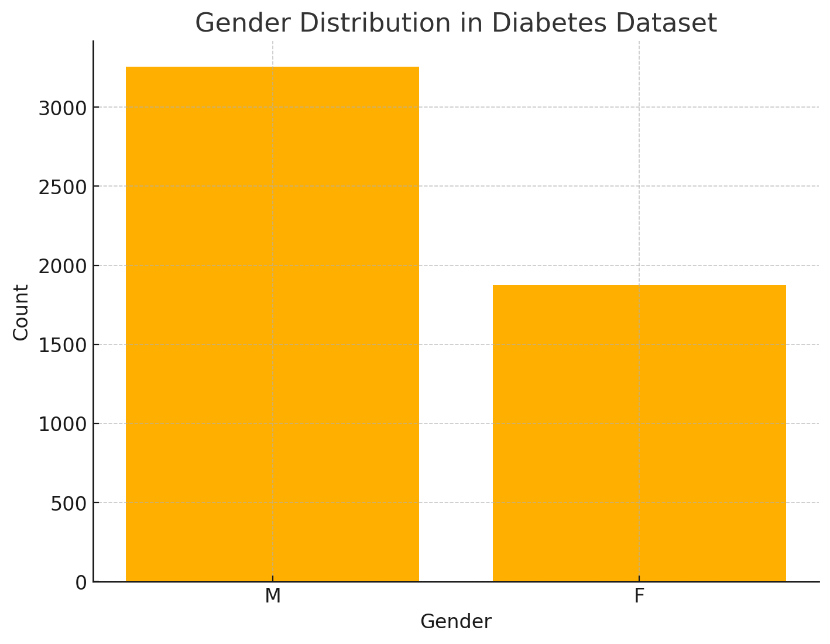 Gender Distribution in Diabetes Dataset
3000
2500
2000
1500
1000
500
0
Count
M F
Gender